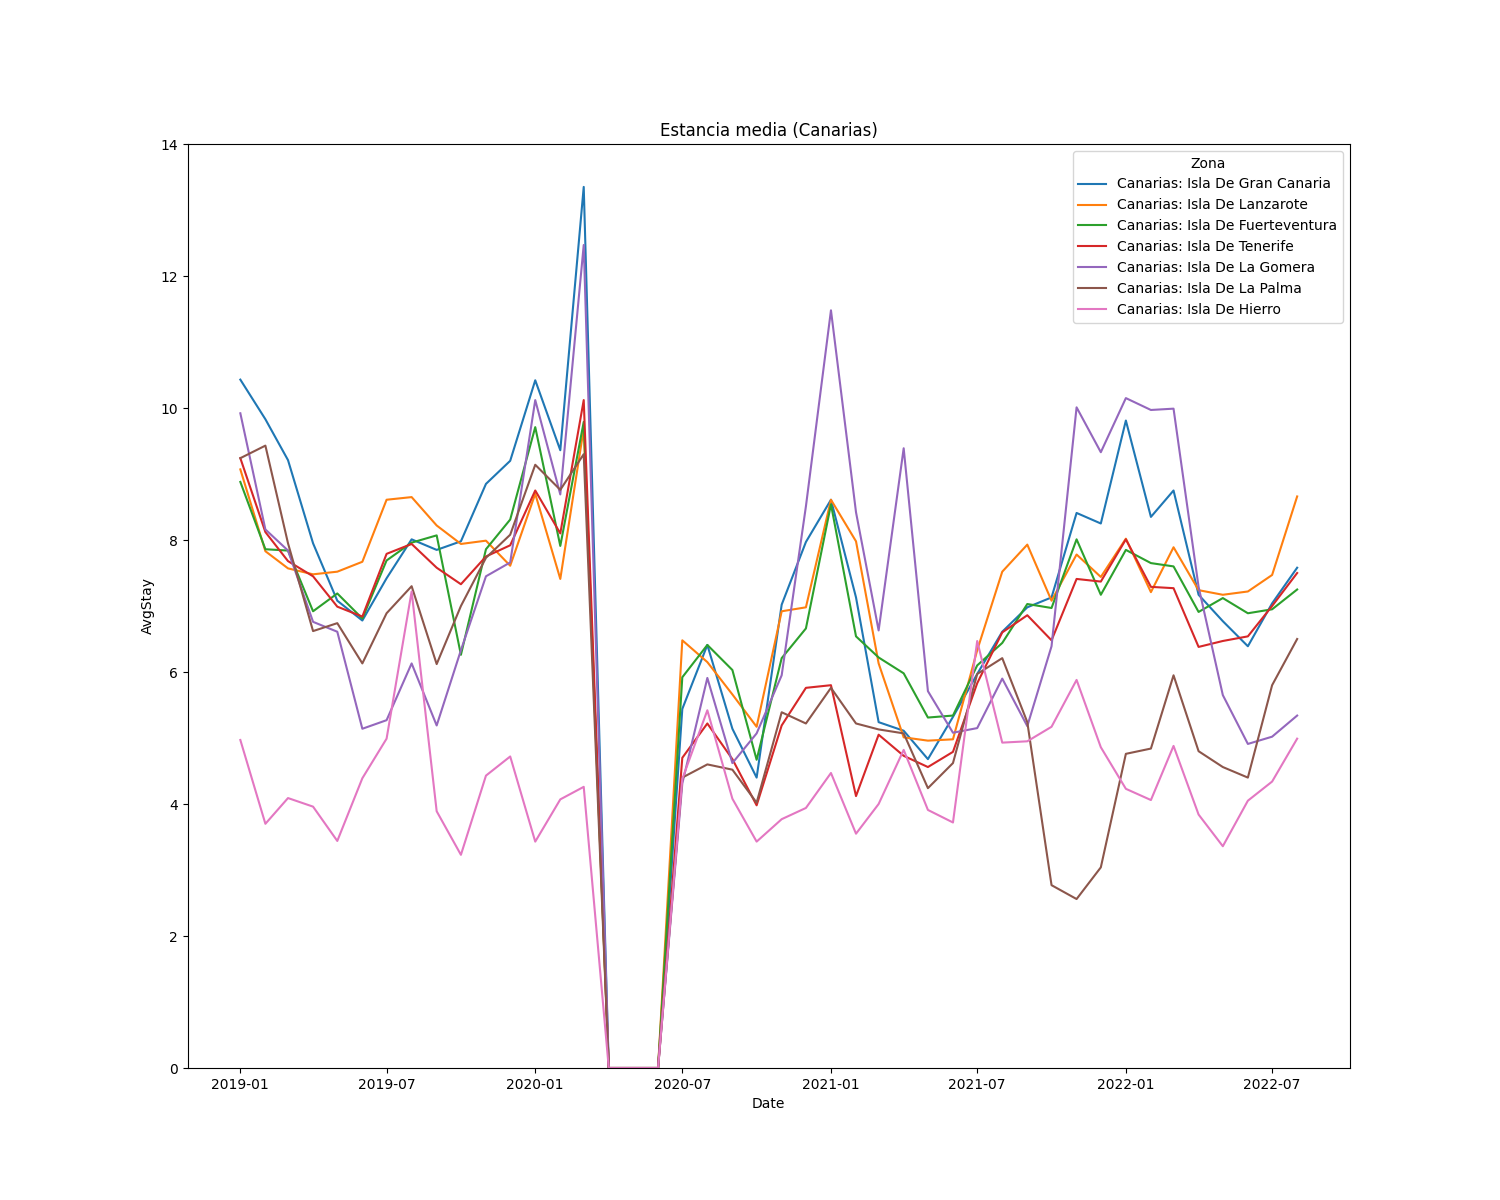 Estancia media (Canarias)
AvgStay
14
12
10
8
6
4
2
0
Zona
Canarias: Isla De Gran Canaria
Canarias: Isla De Lanzarote
Canarias: Isla De Fuerteventura
Canarias: Isla De Tenerife
Canarias: Isla De La Gomera
Canarias: Isla De La Palma
Canarias: Isla De Hierro
2019-01 2019-07 2020-01 2020-07 2021-01 2021-07 2022-01 2022-07
Date